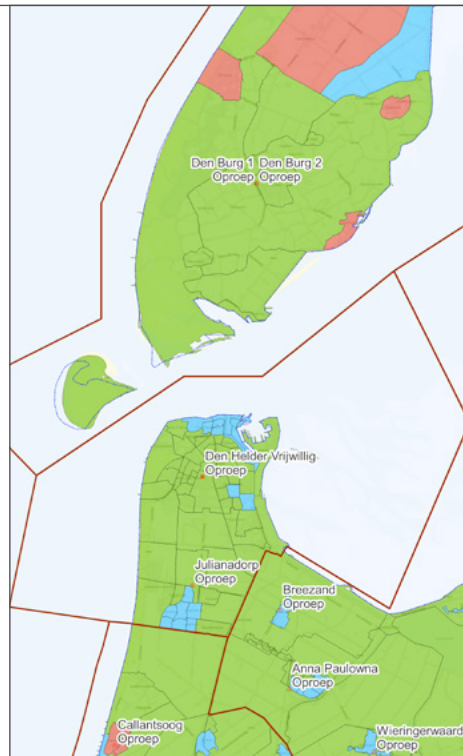 Den Burg 1 Den Burg 2
Oproep Oproep
Den Helder Vrijwillig
Oproep
Julianadorp
Oproep
Breezand
Oproep
Anna Paulowna
Oproep
Callantsoog
Oproep
Wieringerwaard
Oproep